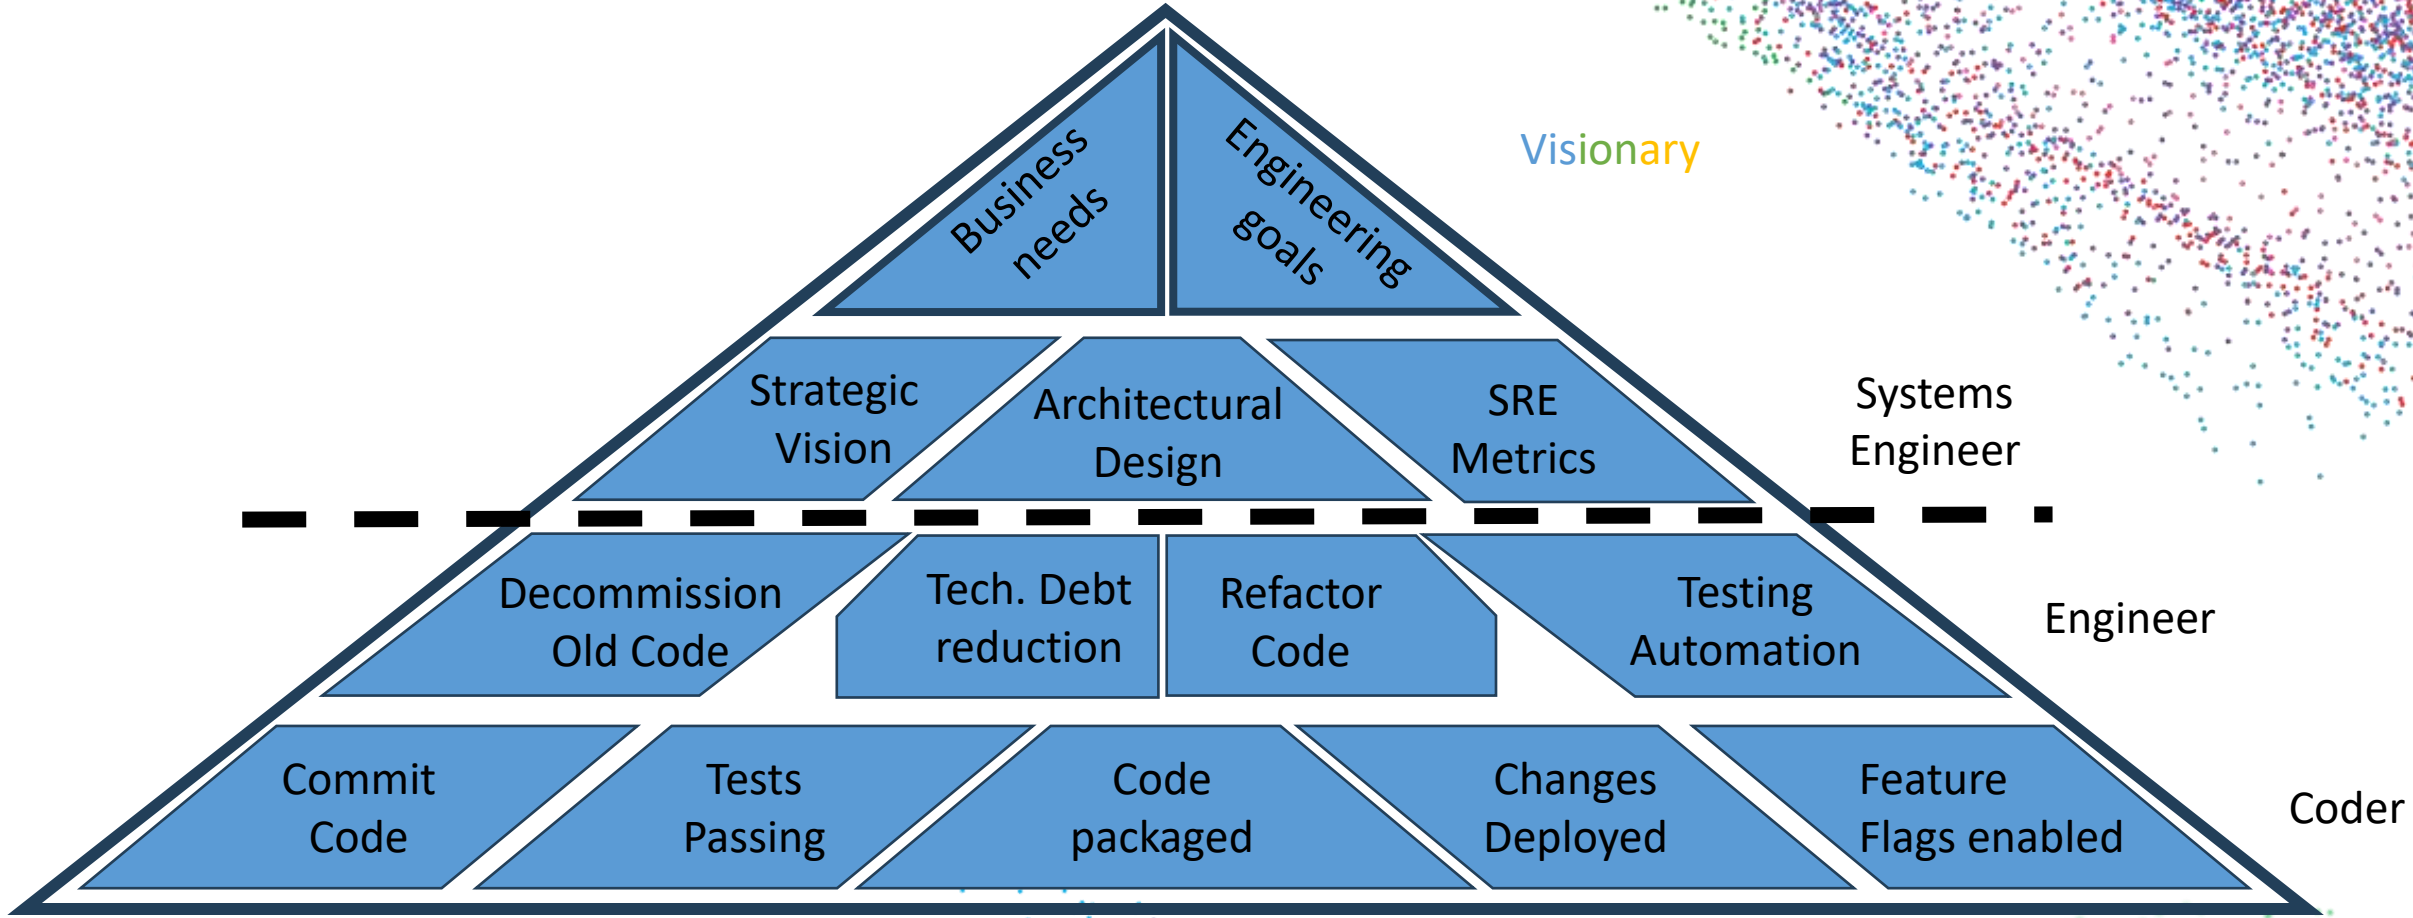 Business
needs
Engineering
goals
Visionary
Strategic
Vision
Architectural
Design
SRE
Metrics
Systems
Engineer
Decommission
Old Code
Tech. Debt
reduction
Refactor
Code
Testing
Automation
Engineer
Commit
Code
Tests
Passing
Code
packaged
Changes
Deployed
Feature
Flags enabled
Coder